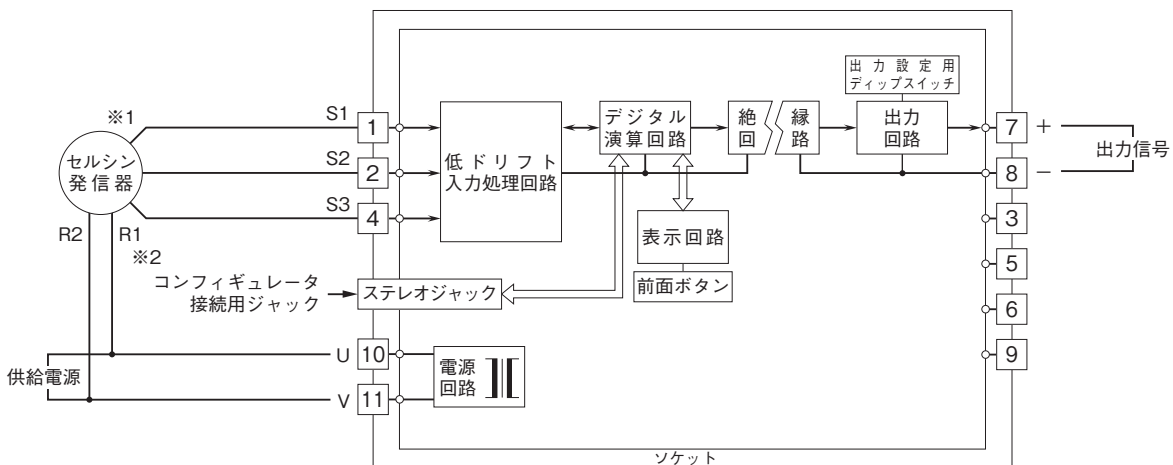 出力設定用
ディップスイッチ
※1
S1
1
デジタル
演算回路
絶回
縁路
出力
回路
7
+
出力信号
セルシン
発信器
S2
2
低ドリフト
入力処理回路
8
−
S3
4
3
R2
R1
※2
表示回路
5
コンフィギュレータ
接続用ジャック
ステレオジャック
前面ボタン
6
供給電源
U
10
電源
回路
9
V
11
ソケット